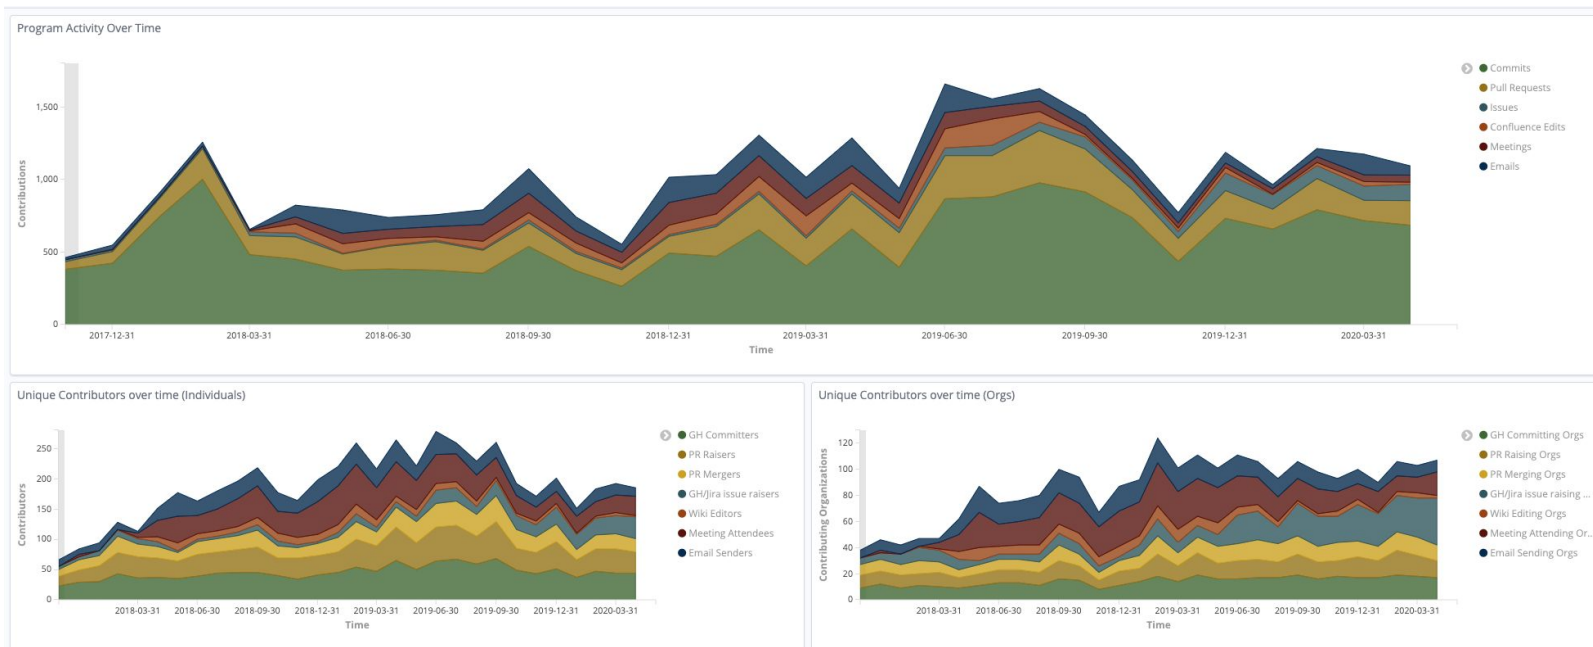 Program Activity Over Time
1,500
1,000
500
0
Contributions
2017-12-31 2018-03-31 2018-06-30 2018-09-30 2018-12-31 2019-03-31 2019-06-30 2019-09-30 2019-12-31 2020-03-31
Time
Commits
Pull Requests
Issues
Confluence Edits
Meetings
Emails
Unique Contributors over time (Individuals)
250
200
150
100
50
0
Contributors
2018-03-31 2018-06-30 2018-09-30 2018-12-31 2019-03-31 2019-06-30 2019-09-30 2019-12-31 2020-03-31
Time
GH Committers
PR Raisers
PR Mergers
GH/Jira issue raisers
Wiki Editors
Meeting Attendees
Email Senders
Unique Contributors over time (Orgs)
120
100
80
60
40
20
0
Contributing Organizations
2018-03-31 2018-06-30 2018-09-30 2018-12-31 2019-03-31 2019-06-30 2019-09-30 2019-12-31 2020-03-31
Time
GH Committing Orgs
PR Raising Orgs
PR Merging Orgs
GH/Jira issue raising ...
Wiki Editing Orgs
Meeting Attending Or...
Email Sending Orgs